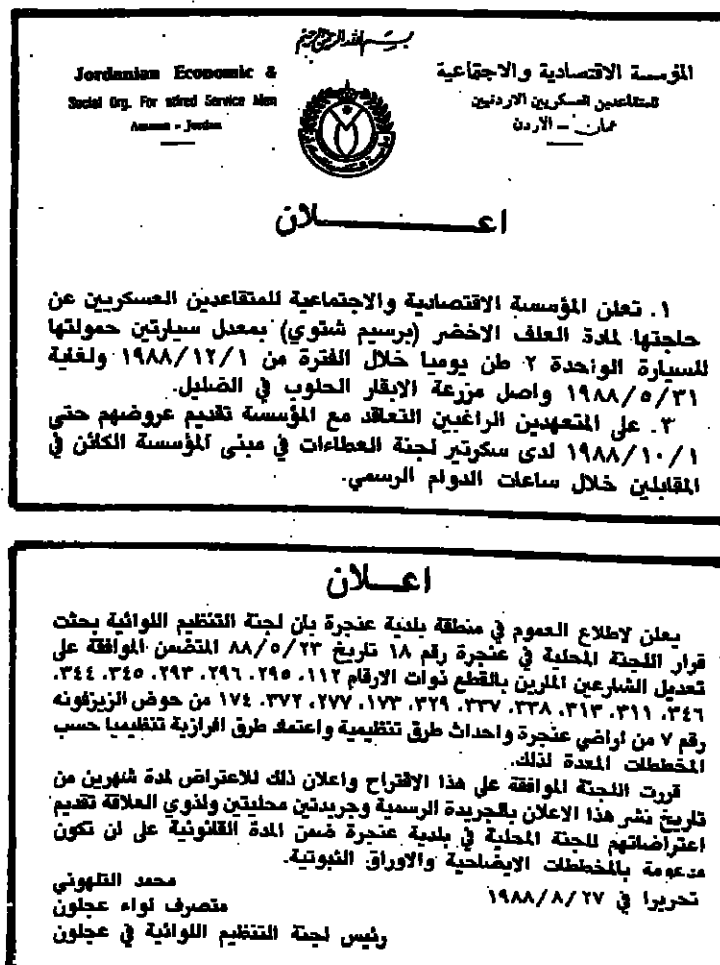 بسم الله الرحمن الرحيم
Jordanian Economic &
Social Org. For Service Men
Amman - Jordan
المؤسسة الاقتصادية والاجتماعية
للمتقاعدين العسكريين الاردنيين
عمان — الاردن
اعـــــلان
١. تعلن المؤسسة الاقتصادية والاجتماعية للمتقاعدين العسكريين عن
حاجتها لمادة العلف الاخضر (برسيم شتوي) بمعدل سيارتين حمولتها
للسيارة الواحدة ٢ طن يوميا خلال الفترة من ١٩٨٨/١٢/١ ولغاية
١٩٨٨/٥/٣١ واصل مزرعة الابقار الحلوب في الضليل.
٣. على المتعهدين الراغبين التعاقد مع المؤسسة تقديم عروضهم حتى
١٩٨٨/١٠/١ لدى سكرتير لجنة العطاءات في مبنى المؤسسة الكائن في
المقابلين خلال ساعات الدوام الرسمي.
اعـــلان
يعلن لاطلاع العموم في منطقة بلدية عنجرة بان لجنة التنظيم اللوائية بحثت
قرار اللجنة المحلية في عنجرة رقم ١٨ تاريخ ٨٨/٥/٢٣ المتضمن الموافقة على
تعديل الشارعين المارين بالقطع ذوات الارقام ١١٢، ٢٩٥، ٢٩٦، ٢٩٣، ٣٤٥، ٣٤٤،
٣٤٦، ٣١١، ٣١٣، ٣٣٨، ٣٣٧، ٣٢٩، ١٧٣، ٢٧٧، ٣٧٢، ١٧٤ من حوض الزيزفونه
رقم ٧ من اراضي عنجرة واحداث طرق تنظيمية واعتماد طرق افرازية تنظيميا حسب
المخططات المعدة لذلك.
قررت اللجنة الموافقة على هذا الاقتراح واعلان ذلك للاعتراض لمدة شهرين من
تاريخ نشر هذا الاعلان بالجريدة الرسمية وجريدتين محليتين ولذوي العلاقة تقديم
اعتراضاتهم للجنة المحلية في بلدية عنجرة ضمن المدة القانونية على ان تكون
مدعومة بالمخططات الايضاحية والاوراق الثبوتية.
تحريرا في ١٩٨٨/٨/٢٧
محمد التلهوني
متصرف لواء عجلون
رئيس لجنة التنظيم اللوائية في عجلون